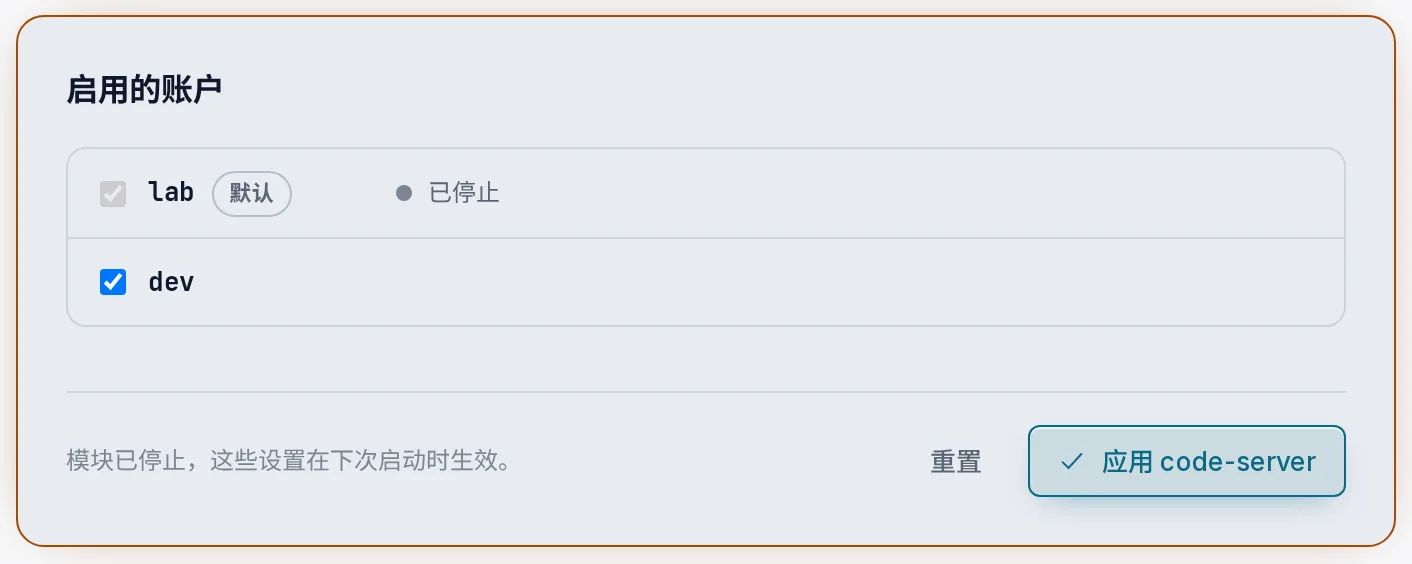 启用的账户
lab 默认 已停止
dev
模块已停止，这些设置在下次启动时生效。 重置 应用 code-server